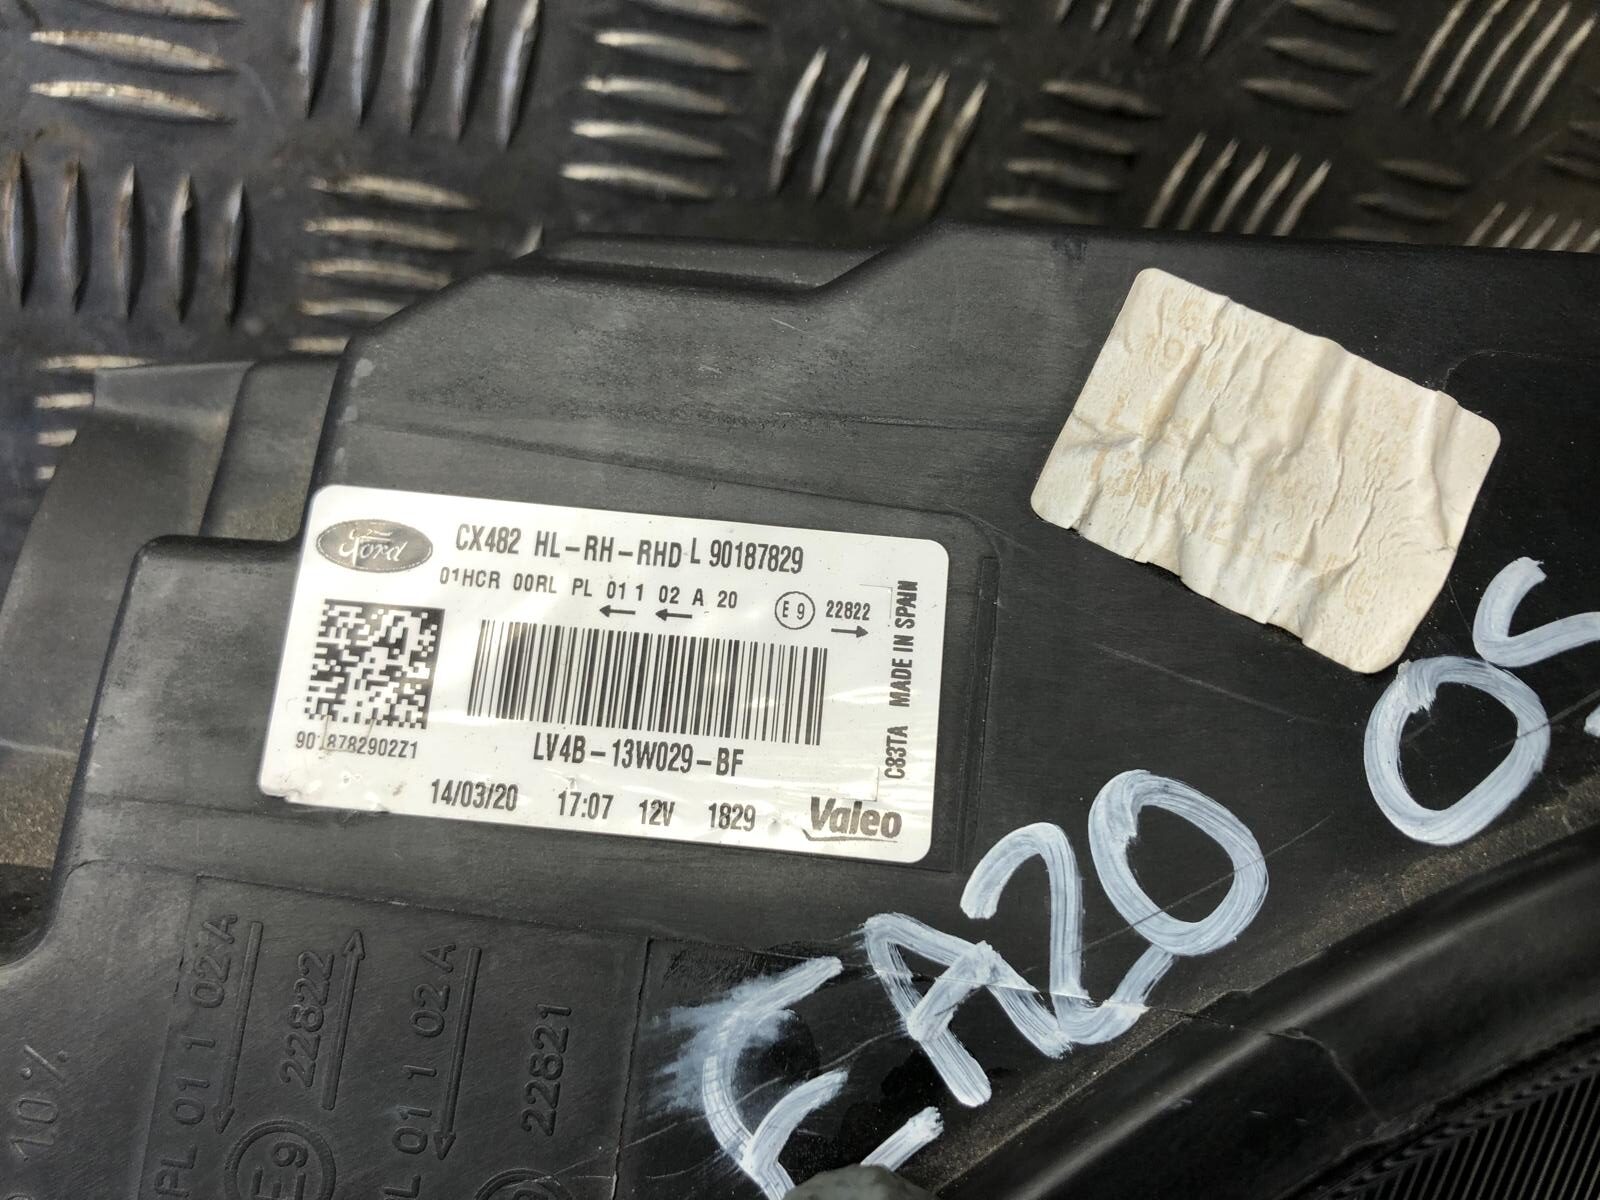 Ford
CX482 HL-RH-RHD L 90187829
01HCR 00RL PL 01 1 02 A 20
E 9 22822
9018782902Z1
LV4B-13W029-BF
14/03/20 17:07 12V 1829
Valeo
C83TA MADE IN SPAIN
EA20 OS
10%
PL 01 1 02 A
22822
E9
L 01 1 02 A
22821